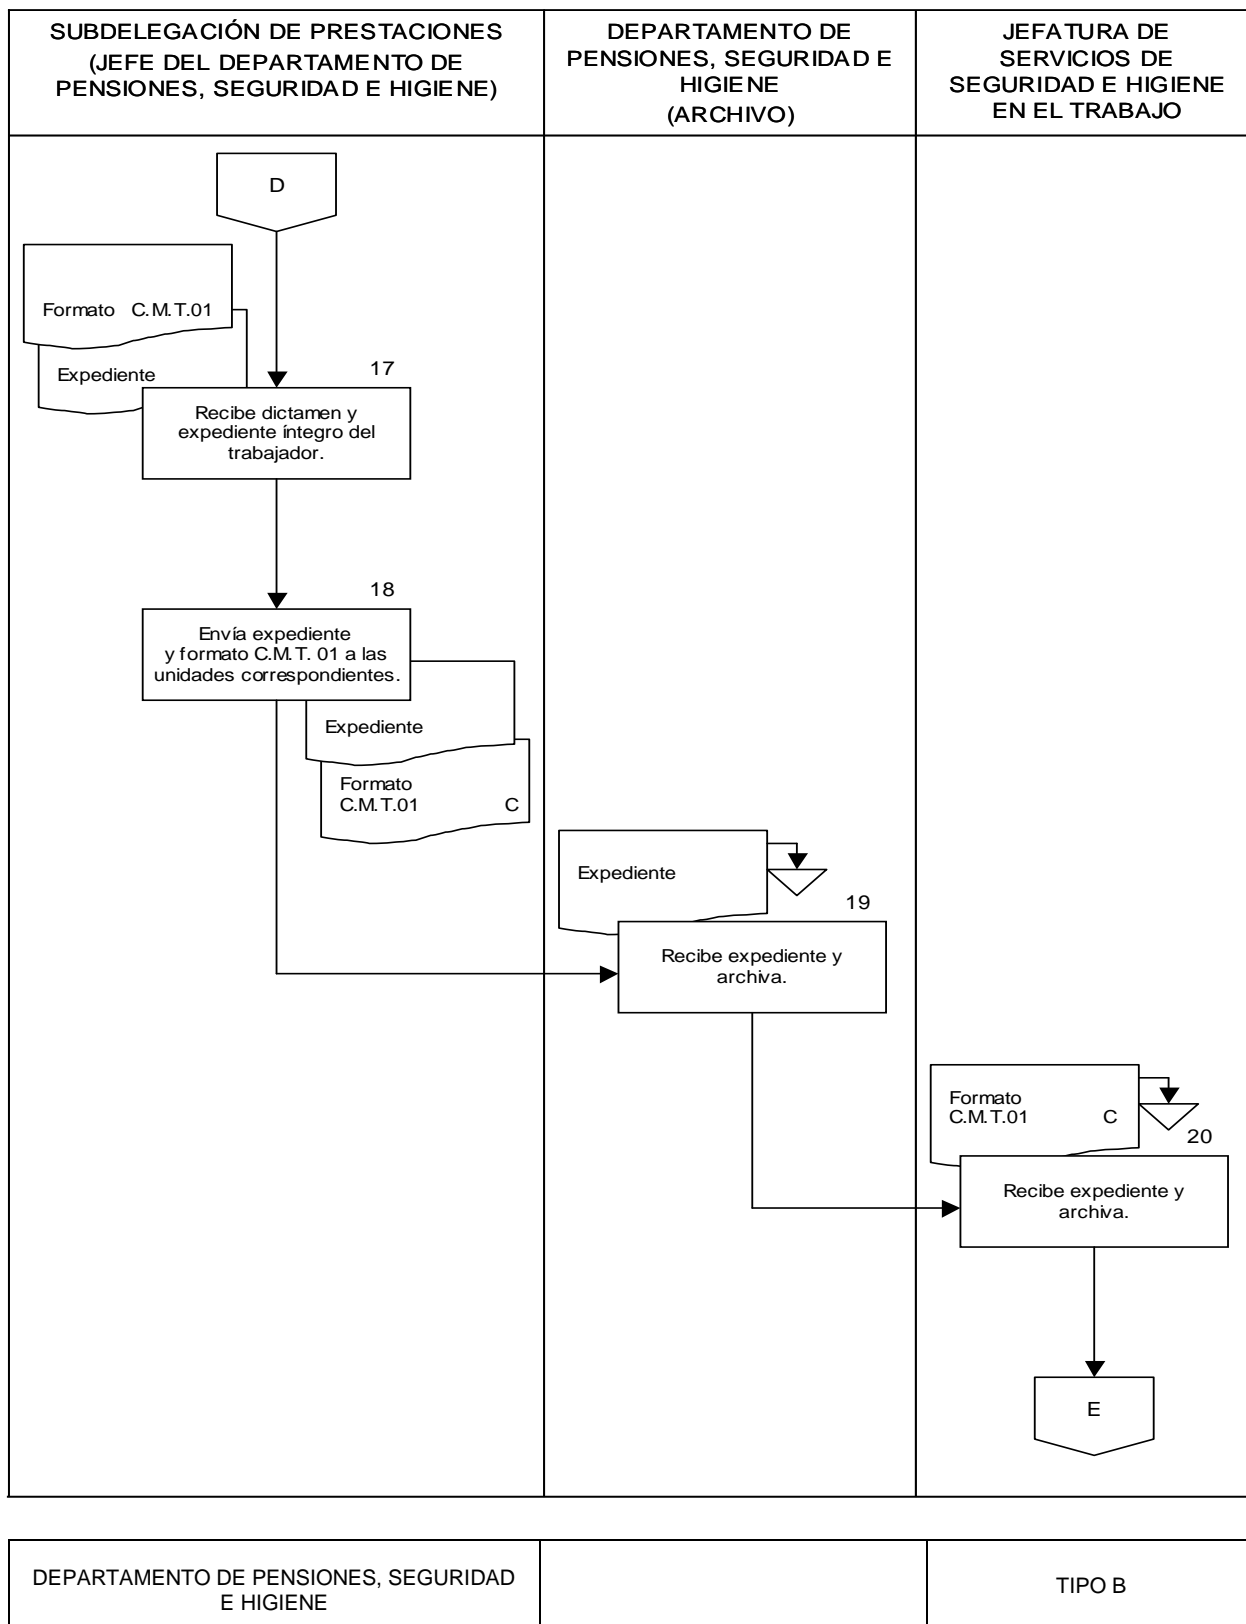 SUBDELEGACIÓN DE PRESTACIONES
(JEFE DEL DEPARTAMENTO DE
PENSIONES, SEGURIDAD E HIGIENE)
DEPARTAMENTO DE
PENSIONES, SEGURIDAD E
HIGIENE
(ARCHIVO)
JEFATURA DE
SERVICIOS DE
SEGURIDAD E HIGIENE
EN EL TRABAJO
D
Formato C.M.T.01
Expediente
17
Recibe dictamen y
expediente íntegro del
trabajador.
18
Envía expediente
y formato C.M.T. 01 a las
unidades correspondientes.
Expediente
Formato
C.M.T.01 C
Expediente
19
Recibe expediente y
archiva.
Formato
C.M.T.01 C
20
Recibe expediente y
archiva.
E
DEPARTAMENTO DE PENSIONES, SEGURIDAD
E HIGIENE
TIPO B